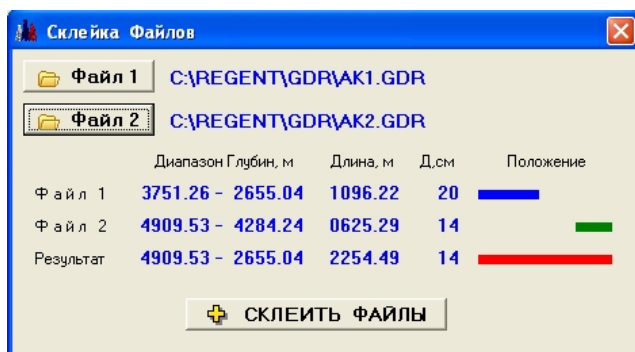 Склейка Файлов
Файл 1 C:\REGENT\GDR\AK1.GDR
Файл 2 C:\REGENT\GDR\AK2.GDR
Диапазон Глубин, м Длина, м Д,см Положение
Файл 1 3751.26 - 2655.04 1096.22 20
Файл 2 4909.53 - 4284.24 0625.29 14
Результат 4909.53 - 2655.04 2254.49 14
СКЛЕИТЬ ФАЙЛЫ